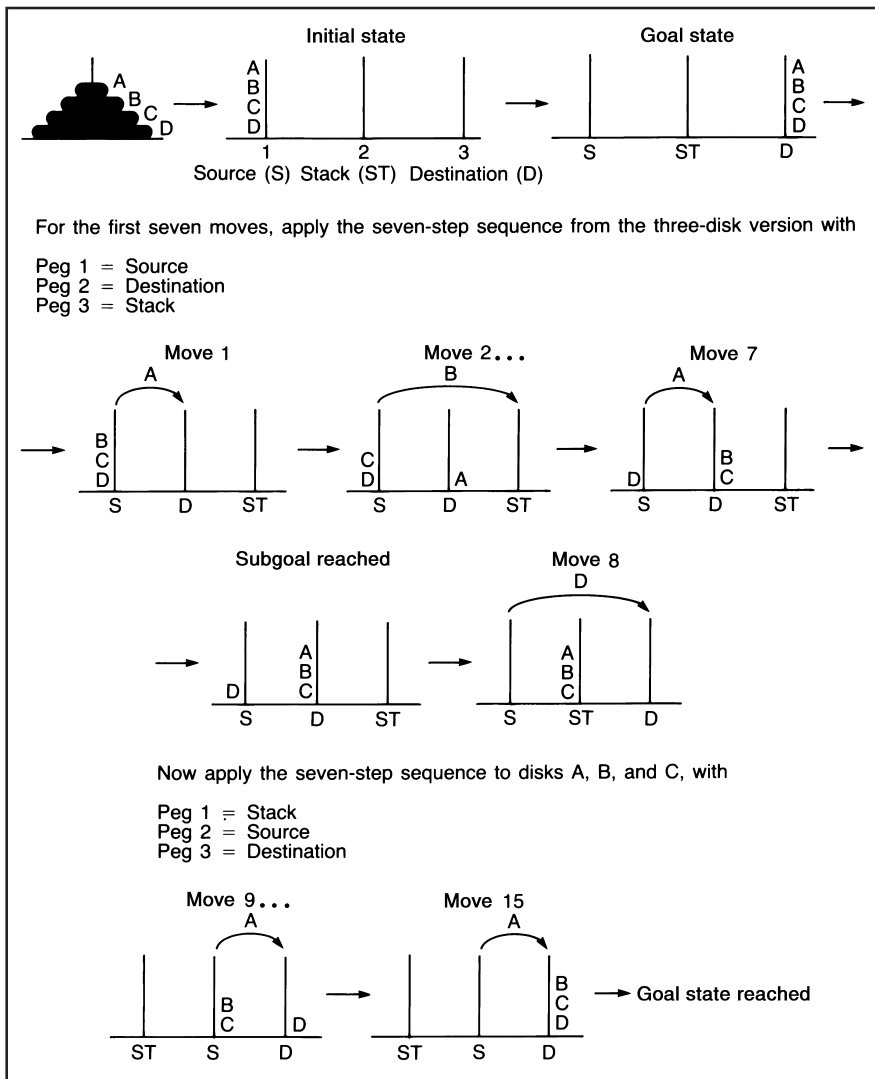 Initial state
Goal state
A
B
C
D
A
B
C
D
A
B
C
D
1 2 3
S ST D
Source (S) Stack (ST) Destination (D)
For the first seven moves, apply the seven-step sequence from the three-disk version with
Peg 1 = Source
Peg 2 = Destination
Peg 3 = Stack
Move 1
A
B
C
D
S D ST
Move 2...
B
C
D
A
S D ST
Move 7
A
D
B
C
S D ST
Subgoal reached
D
A
B
C
S D ST
Move 8
D
A
B
C
S ST D
Now apply the seven-step sequence to disks A, B, and C, with
Peg 1 = Stack
Peg 2 = Source
Peg 3 = Destination
Move 9...
A
B
C
D
ST S D
Move 15
A
B
C
D
ST S D
Goal state reached